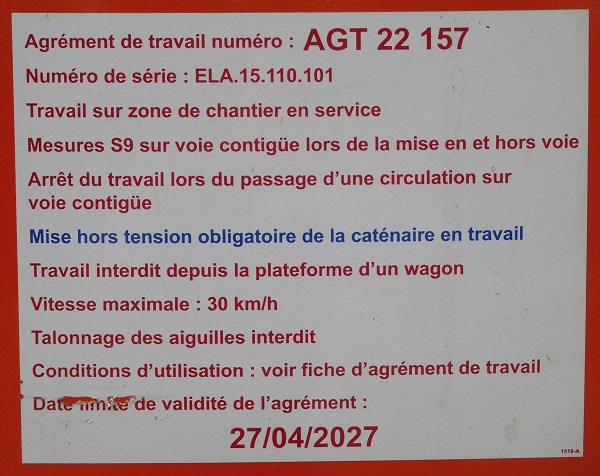 Agrément de travail numéro : AGT 22 157
Numéro de série : ELA.15.110.101
Travail sur zone de chantier en service
Mesures S9 sur voie contigüe lors de la mise en et hors voie
Arrêt du travail lors du passage d'une circulation sur
voie contigüe
Mise hors tension obligatoire de la caténaire en travail
Travail interdit depuis la plateforme d'un wagon
Vitesse maximale : 30 km/h
Talonnage des aiguilles interdit
Conditions d'utilisation : voir fiche d'agrément de travail
Date limite de validité de l'agrément :
27/04/2027
1518-A